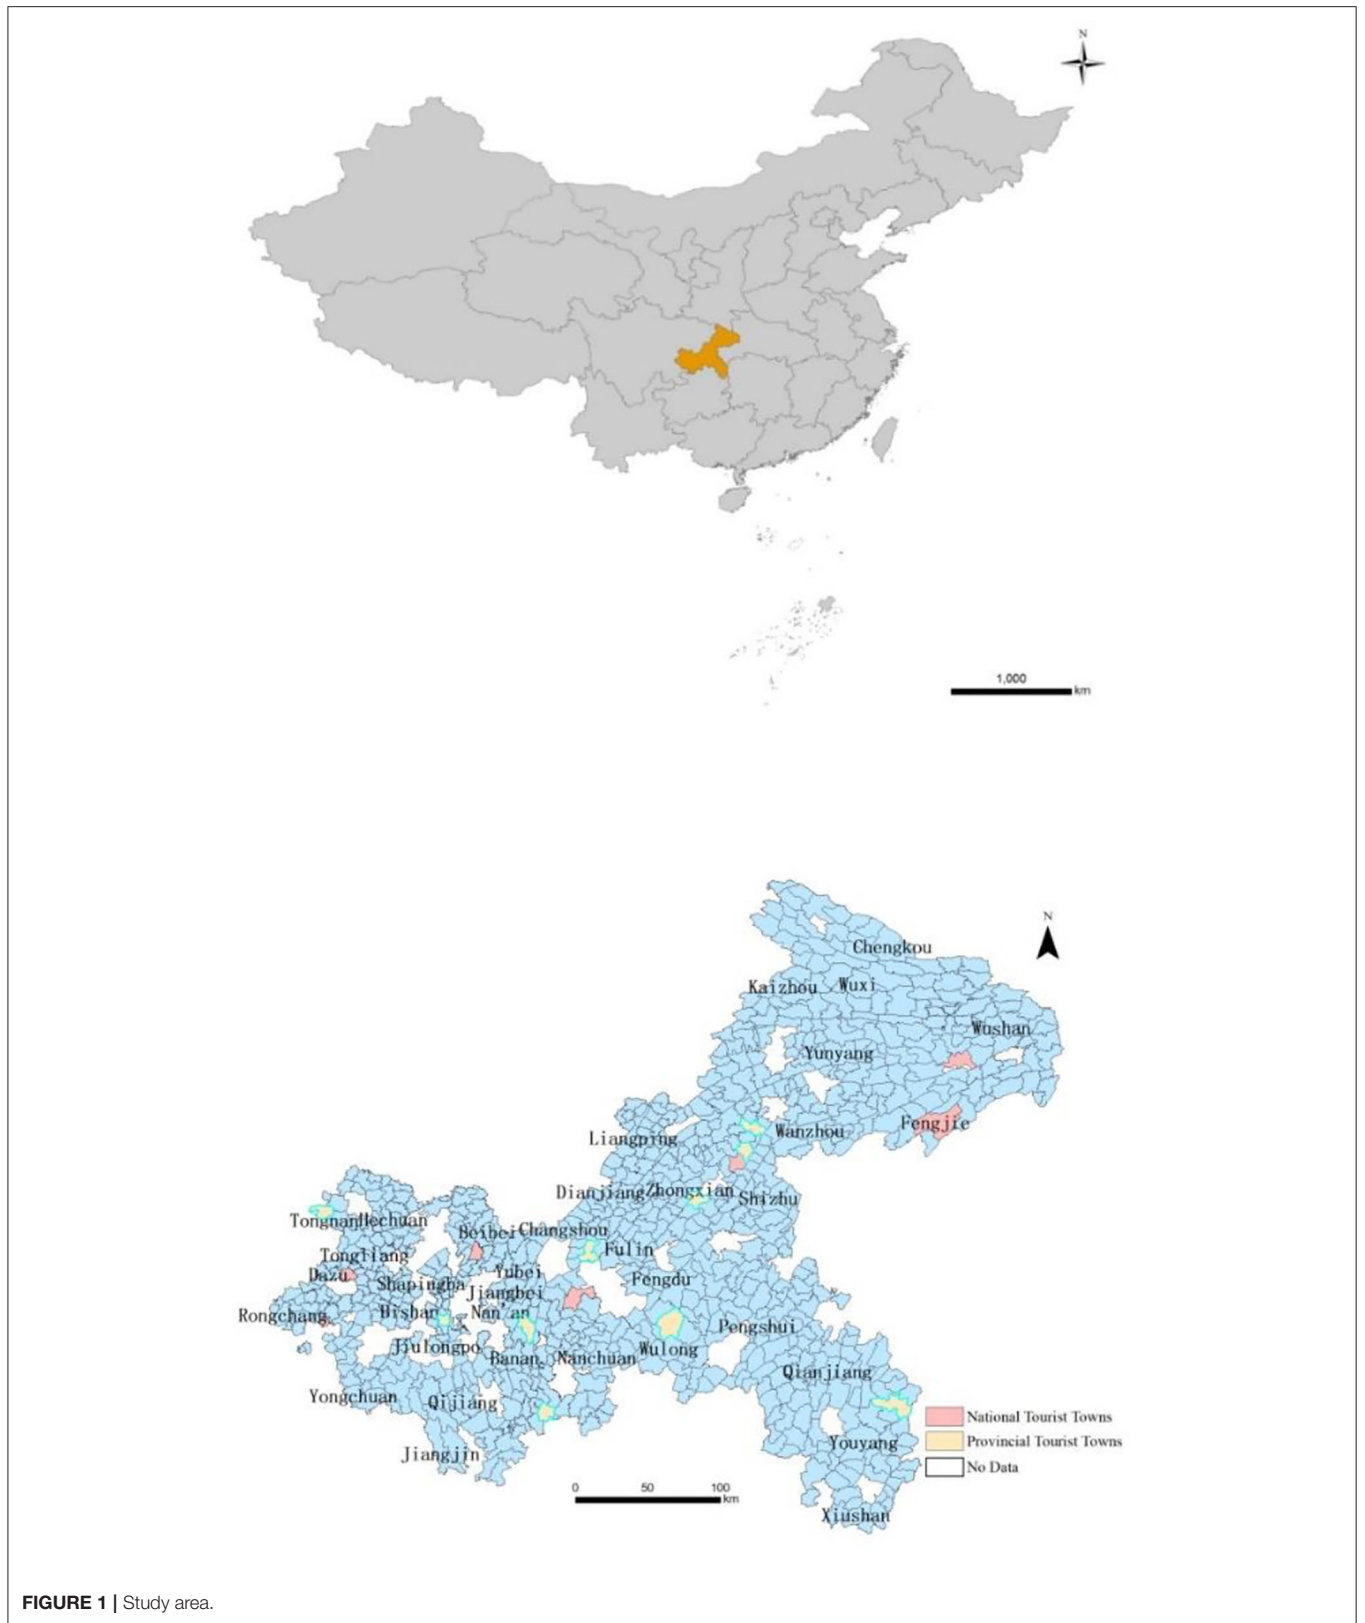 N
1,000
km
N
Chengkou
Kaizhou
Wuxi
Wushan
Yunyang
Fengjie
Wanzhou
Liangping
Dianjiang
Zhongxian
Shizhu
Tongnan
Hechuan
Beibei
Changshou
Fulin
Tongliang
Dazu
Shapingba
Yubei
Jiangbei
Fengdu
Rongchang
Bishan
Nan'an
Pengshui
Jiulongpo
Banan
Nanchuan
Wulong
Qianjiang
Yongchuan
Qijiang
Youyang
Jiangjin
Xiushan
National Tourist Towns
Provincial Tourist Towns
No Data
0 50 100
km
FIGURE 1 | Study area.